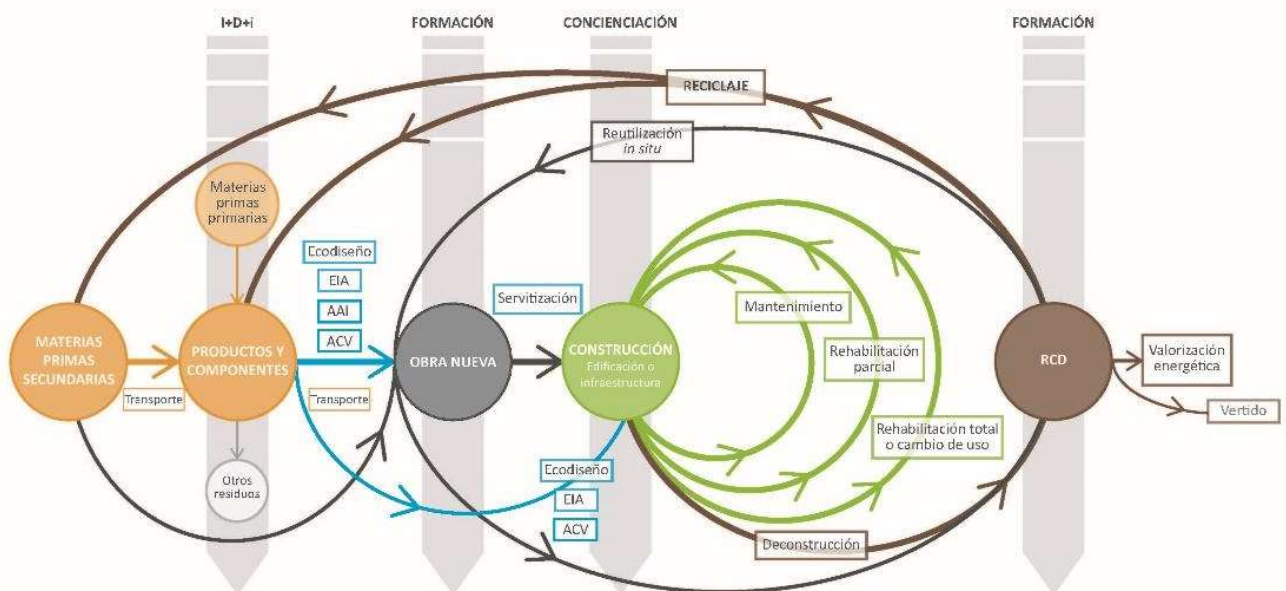 I+D+i
FORMACIÓN
CONCIENCIACIÓN
FORMACIÓN
RECICLAJE
Reutilización
in situ
Materias
primas
primarias
Ecodiseño
EIA
AAI
ACV
Servitización
Mantenimiento
MATERIAS
PRIMAS
SECUNDARIAS
PRODUCTOS Y
COMPONENTES
OBRA NUEVA
CONSTRUCCIÓN
Edificación o
infraestructura
Rehabilitación
parcial
RCD
Valorización
energética
Transporte
Transporte
Vertido
Rehabilitación total
o cambio de uso
Otros
residuos
Ecodiseño
EIA
ACV
Deconstrucción